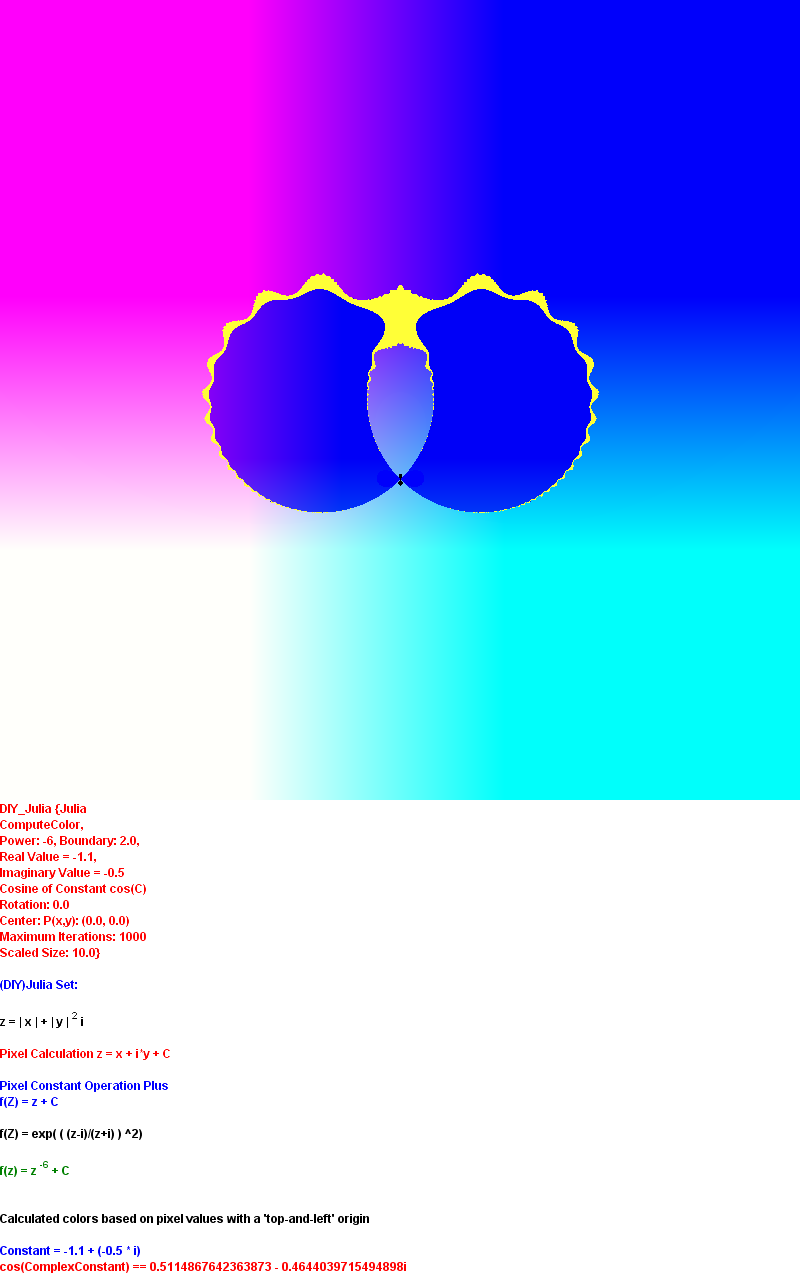 DIY_Julia {Julia
ComputeColor,
Power: -6, Boundary: 2.0,
Real Value = -1.1,
Imaginary Value = -0.5
Cosine of Constant cos(C)
Rotation: 0.0
Center: P(x,y): (0.0, 0.0)
Maximum Iterations: 1000
Scaled Size: 10.0}
(DIY)Julia Set:
z = | x | + | y | 2 i
Pixel Calculation z = x + i*y + C
Pixel Constant Operation Plus
f(Z) = z + C
f(Z) = exp( ( (z-i)/(z+i) ) ^2)
f(z) = z -6 + C
Calculated colors based on pixel values with a 'top-and-left' origin
Constant = -1.1 + (-0.5 * i)
cos(ComplexConstant) == 0.5114867642363873 - 0.4644039715494898i